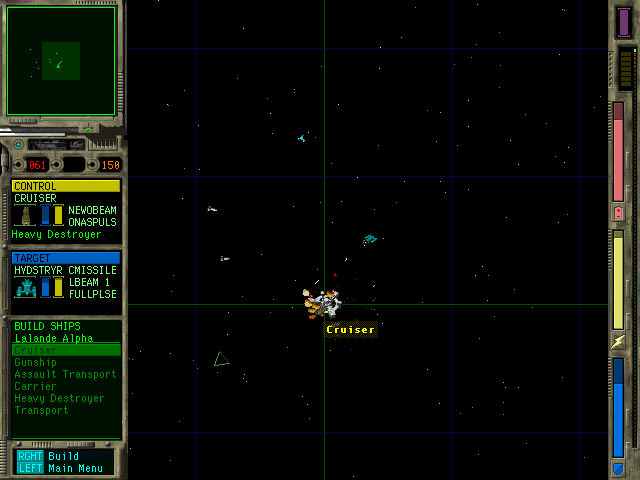 061 150
CONTROL
CRUISER
NEWOBEAM
ONASPULS
Heavy Destroyer
TARGET
HVDSTRYR CMISSILE
LBEAM 1
FULLPLSE
BUILD SHIPS
Lalande Alpha
Cruiser
Gunship
Assault Transport
Carrier
Heavy Destroyer
Transport
RGHT Build
LEFT Main Menu
Cruiser